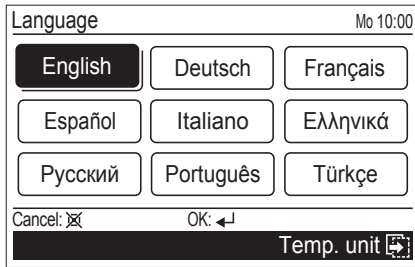 Language Mo 10:00
English Deutsch Français
Español Italiano Ελληνικά
Русский Português Türkçe
Cancel: OK:
Temp. unit